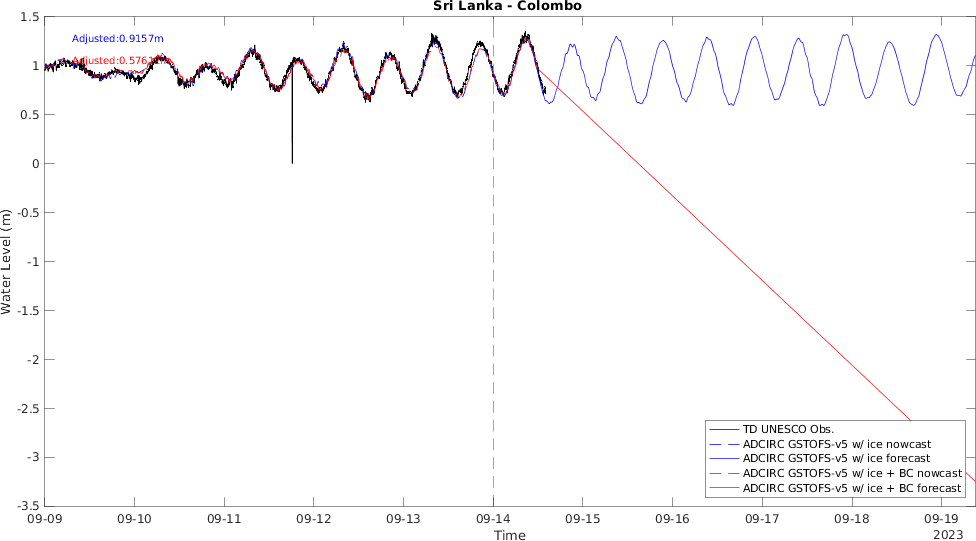 Sri Lanka - Colombo
1.5
Adjusted:0.9157m
1
0.5
0
-0.5
-1
-1.5
-2
-2.5
-3
-3.5
Water Level (m)
TD UNESCO Obs.
ADCIRC GSTOFS-v5 w/ ice nowcast
ADCIRC GSTOFS-v5 w/ ice forecast
ADCIRC GSTOFS-v5 w/ ice + BC nowcast
ADCIRC GSTOFS-v5 w/ ice + BC forecast
09-09 09-10 09-11 09-12 09-13 09-14 09-15 09-16 09-17 09-18 09-19
Time
2023